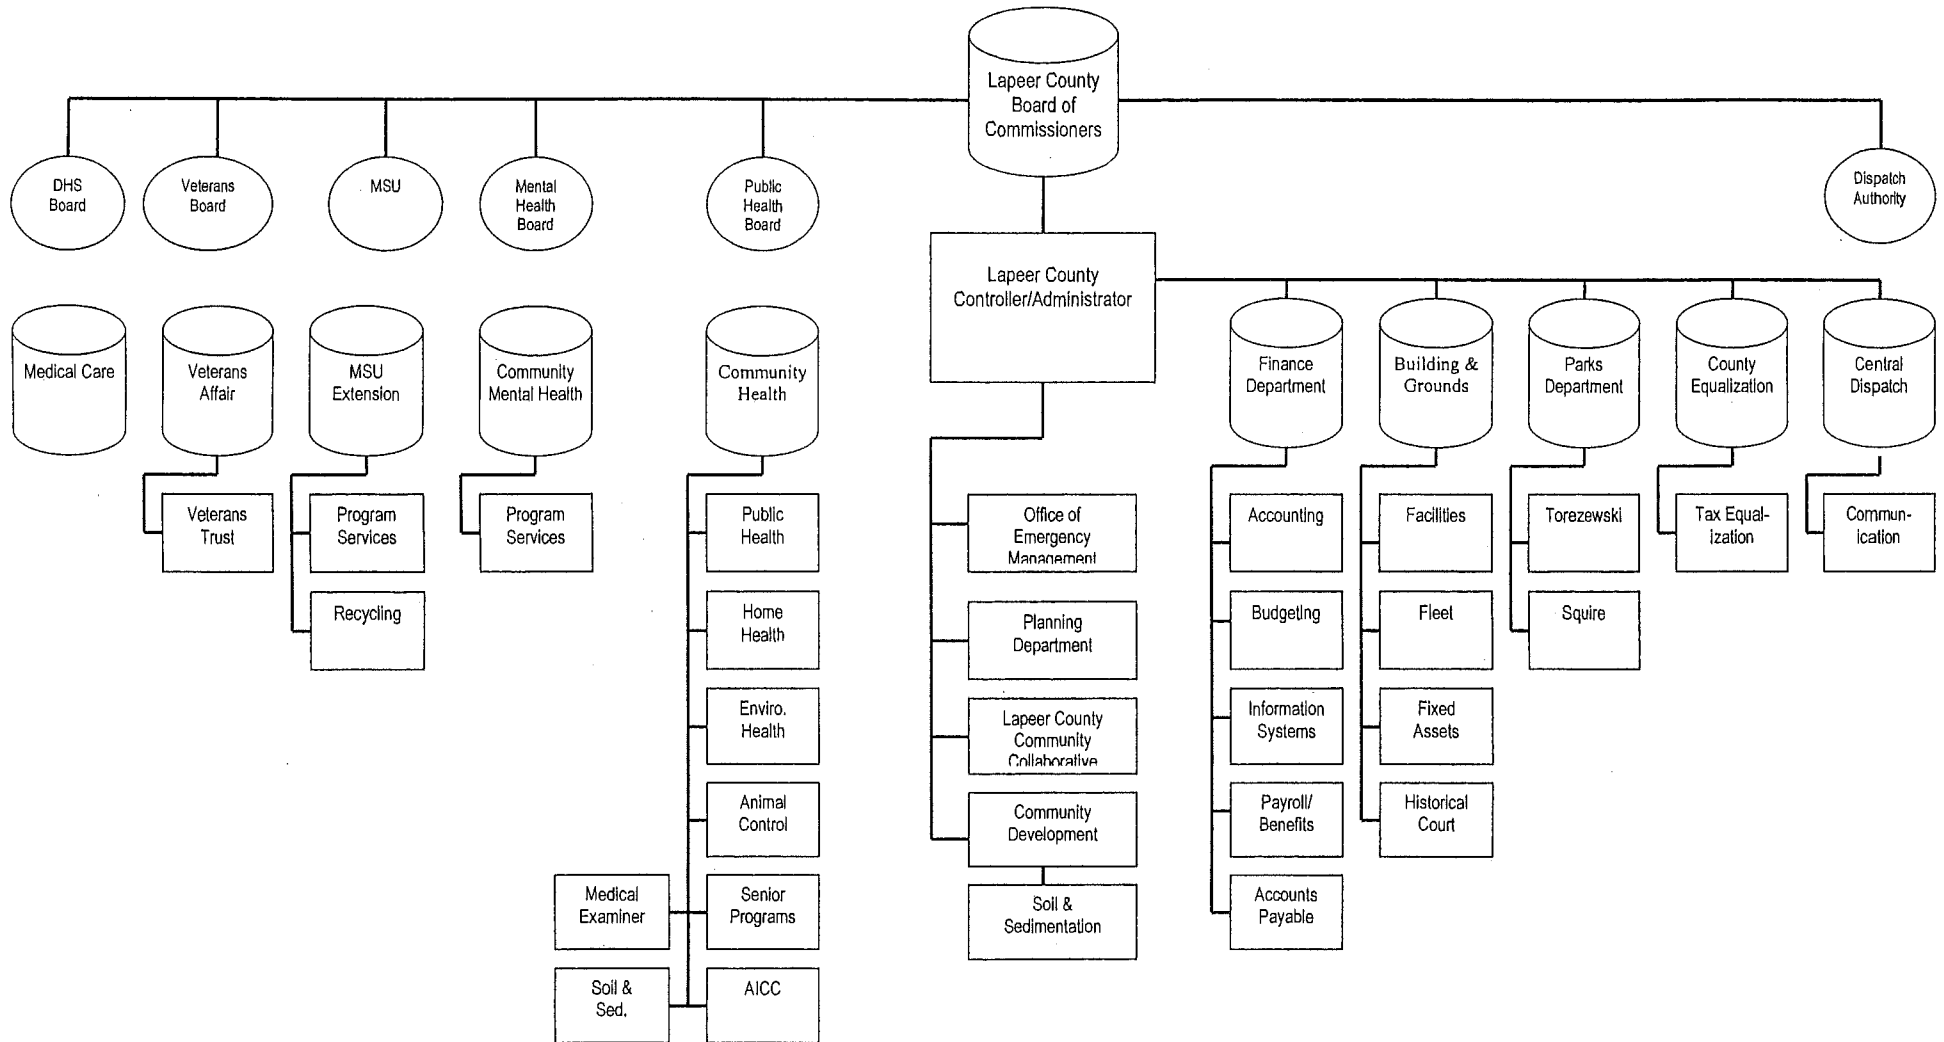 Lapeer County
Board of
Commissioners
DHS
Board
Veterans
Board
MSU
Mental
Health
Board
Public
Health
Board
Dispatch
Authority
Lapeer County
Controller/Administrator
Medical Care
Veterans
Affair
MSU
Extension
Community
Mental Health
Community
Health
Finance
Department
Building &
Grounds
Parks
Department
County
Equalization
Central
Dispatch
Veterans
Trust
Program
Services
Recycling
Program
Services
Public
Health
Home
Health
Enviro.
Health
Animal
Control
Medical
Examiner
Senior
Programs
Soil &
Sed.
AICC
Office of
Emergency
Management
Planning
Department
Lapeer County
Community
Collaborative
Community
Development
Soil &
Sedimentation
Accounting
Budgeting
Information
Systems
Payroll/
Benefits
Accounts
Payable
Facilities
Fleet
Fixed
Assets
Historical
Court
Torezewski
Squire
Tax Equal-
ization
Commun-
ication